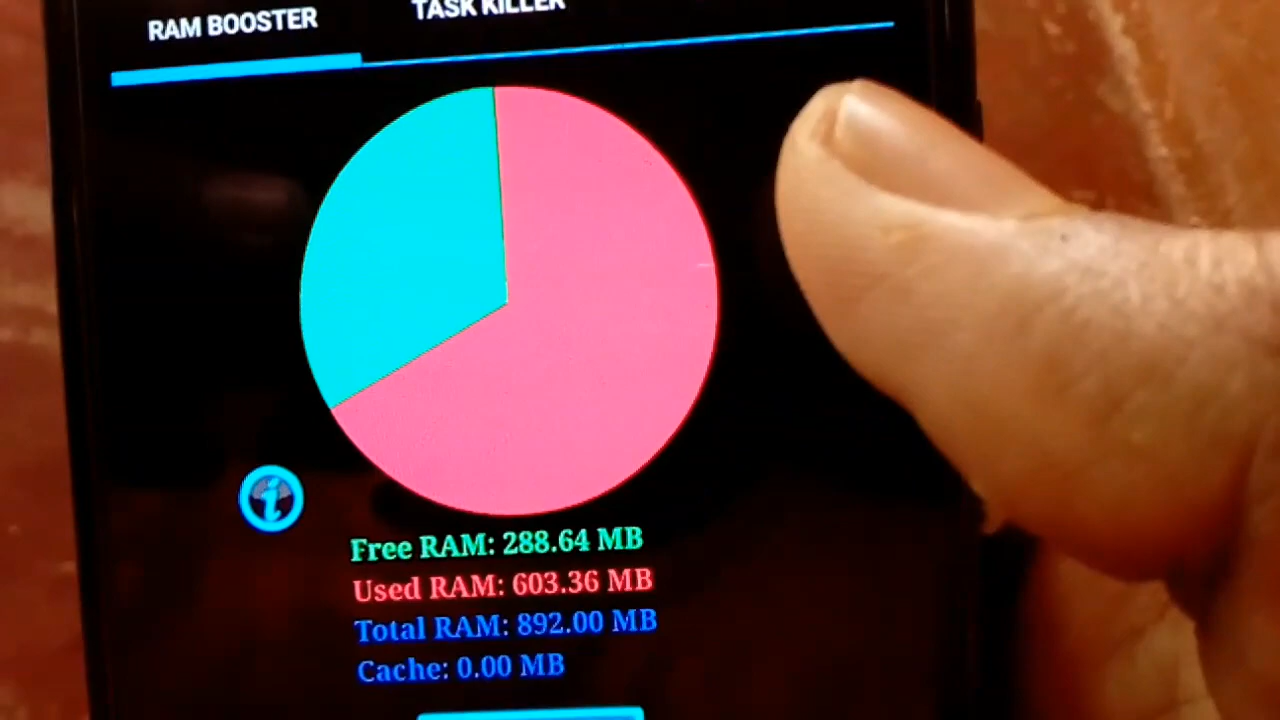 RAM BOOSTER
TASK KILLER
Free RAM: 288.64 MB
Used RAM: 603.36 MB
Total RAM: 892.00 MB
Cache: 0.00 MB